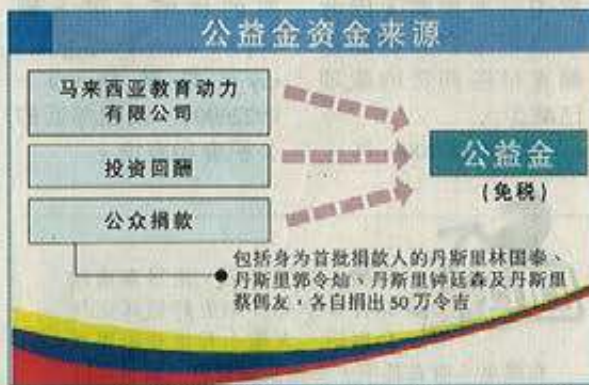 公益金资金来源
马来西亚教育动力
有限公司
投资回酬
公众捐款
公益金
(免税)
包括身为首批捐款人的丹斯里林国泰、
丹斯里郭令灿、丹斯里钟廷森及丹斯里
蔡友,各自捐出50万令吉